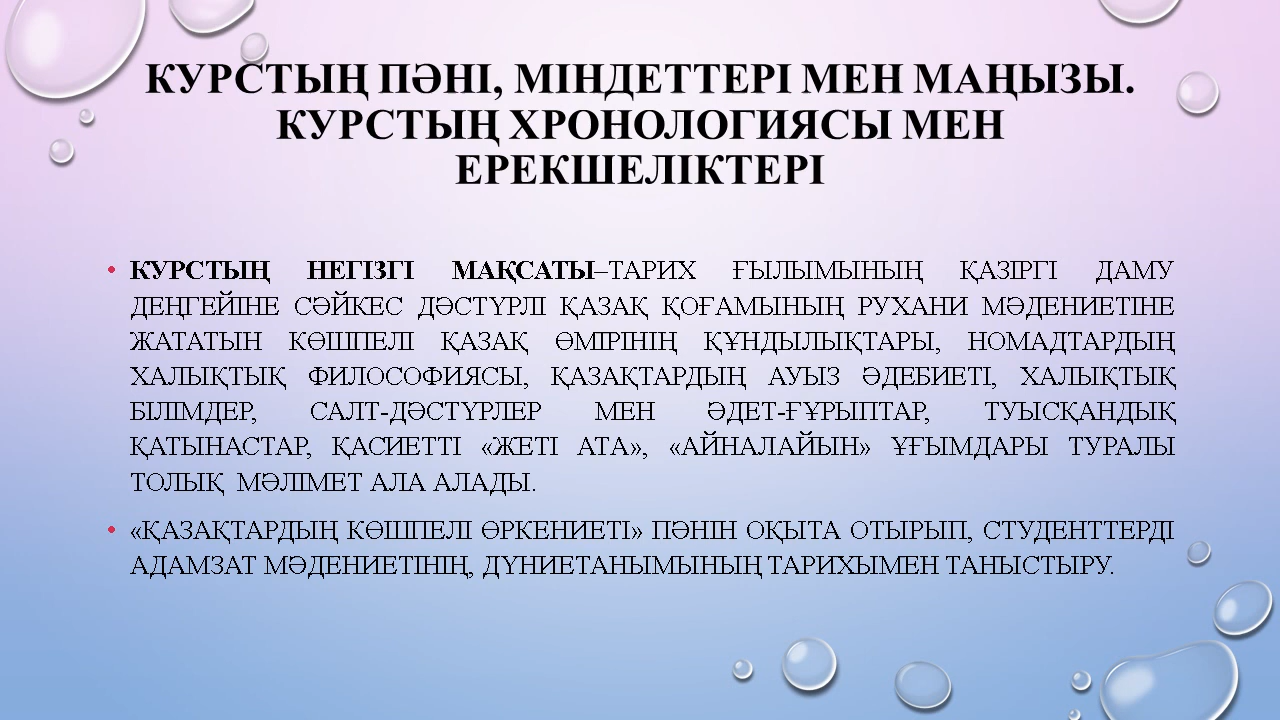 КУРСТЫҢ ПӘНІ, МІНДЕТТЕРІ МЕН МАҢЫЗЫ.
КУРСТЫҢ ХРОНОЛОГИЯСЫ МЕН
ЕРЕКШЕЛІКТЕРІ
• КУРСТЫҢ НЕГІЗГІ МАҚСАТЫ–ТАРИХ ҒЫЛЫМЫНЫҢ ҚАЗІРГІ ДАМУ
ДЕҢГЕЙІНЕ СӘЙКЕС ДӘСТҮРЛІ ҚАЗАҚ ҚОҒАМЫНЫҢ РУХАНИ МӘДЕНИЕТІНЕ
ЖАТАТЫН КӨШПЕЛІ ҚАЗАҚ ӨМІРІНІҢ ҚҰНДЫЛЫҚТАРЫ, НОМАДТАРДЫҢ
ХАЛЫҚТЫҚ ФИЛОСОФИЯСЫ, ҚАЗАҚТАРДЫҢ АУЫЗ ӘДЕБИЕТІ, ХАЛЫҚТЫҚ
БІЛІМДЕР, САЛТ-ДӘСТҮРЛЕР МЕН ӘДЕТ-ҒҰРЫПТАР, ТУЫСҚАНДЫҚ
ҚАТЫНАСТАР, ҚАСИЕТТІ «ЖЕТІ АТА», «АЙНАЛАЙЫН» ҰҒЫМДАРЫ ТУРАЛЫ
ТОЛЫҚ МӘЛІМЕТ АЛА АЛАДЫ.
• «ҚАЗАҚТАРДЫҢ КӨШПЕЛІ ӨРКЕНИЕТІ» ПӘНІН ОҚЫТА ОТЫРЫП, СТУДЕНТТЕРДІ
АДАМЗАТ МӘДЕНИЕТІНІҢ, ДҮНИЕТАНЫМЫНЫҢ ТАРИХЫМЕН ТАНЫСТЫРУ.